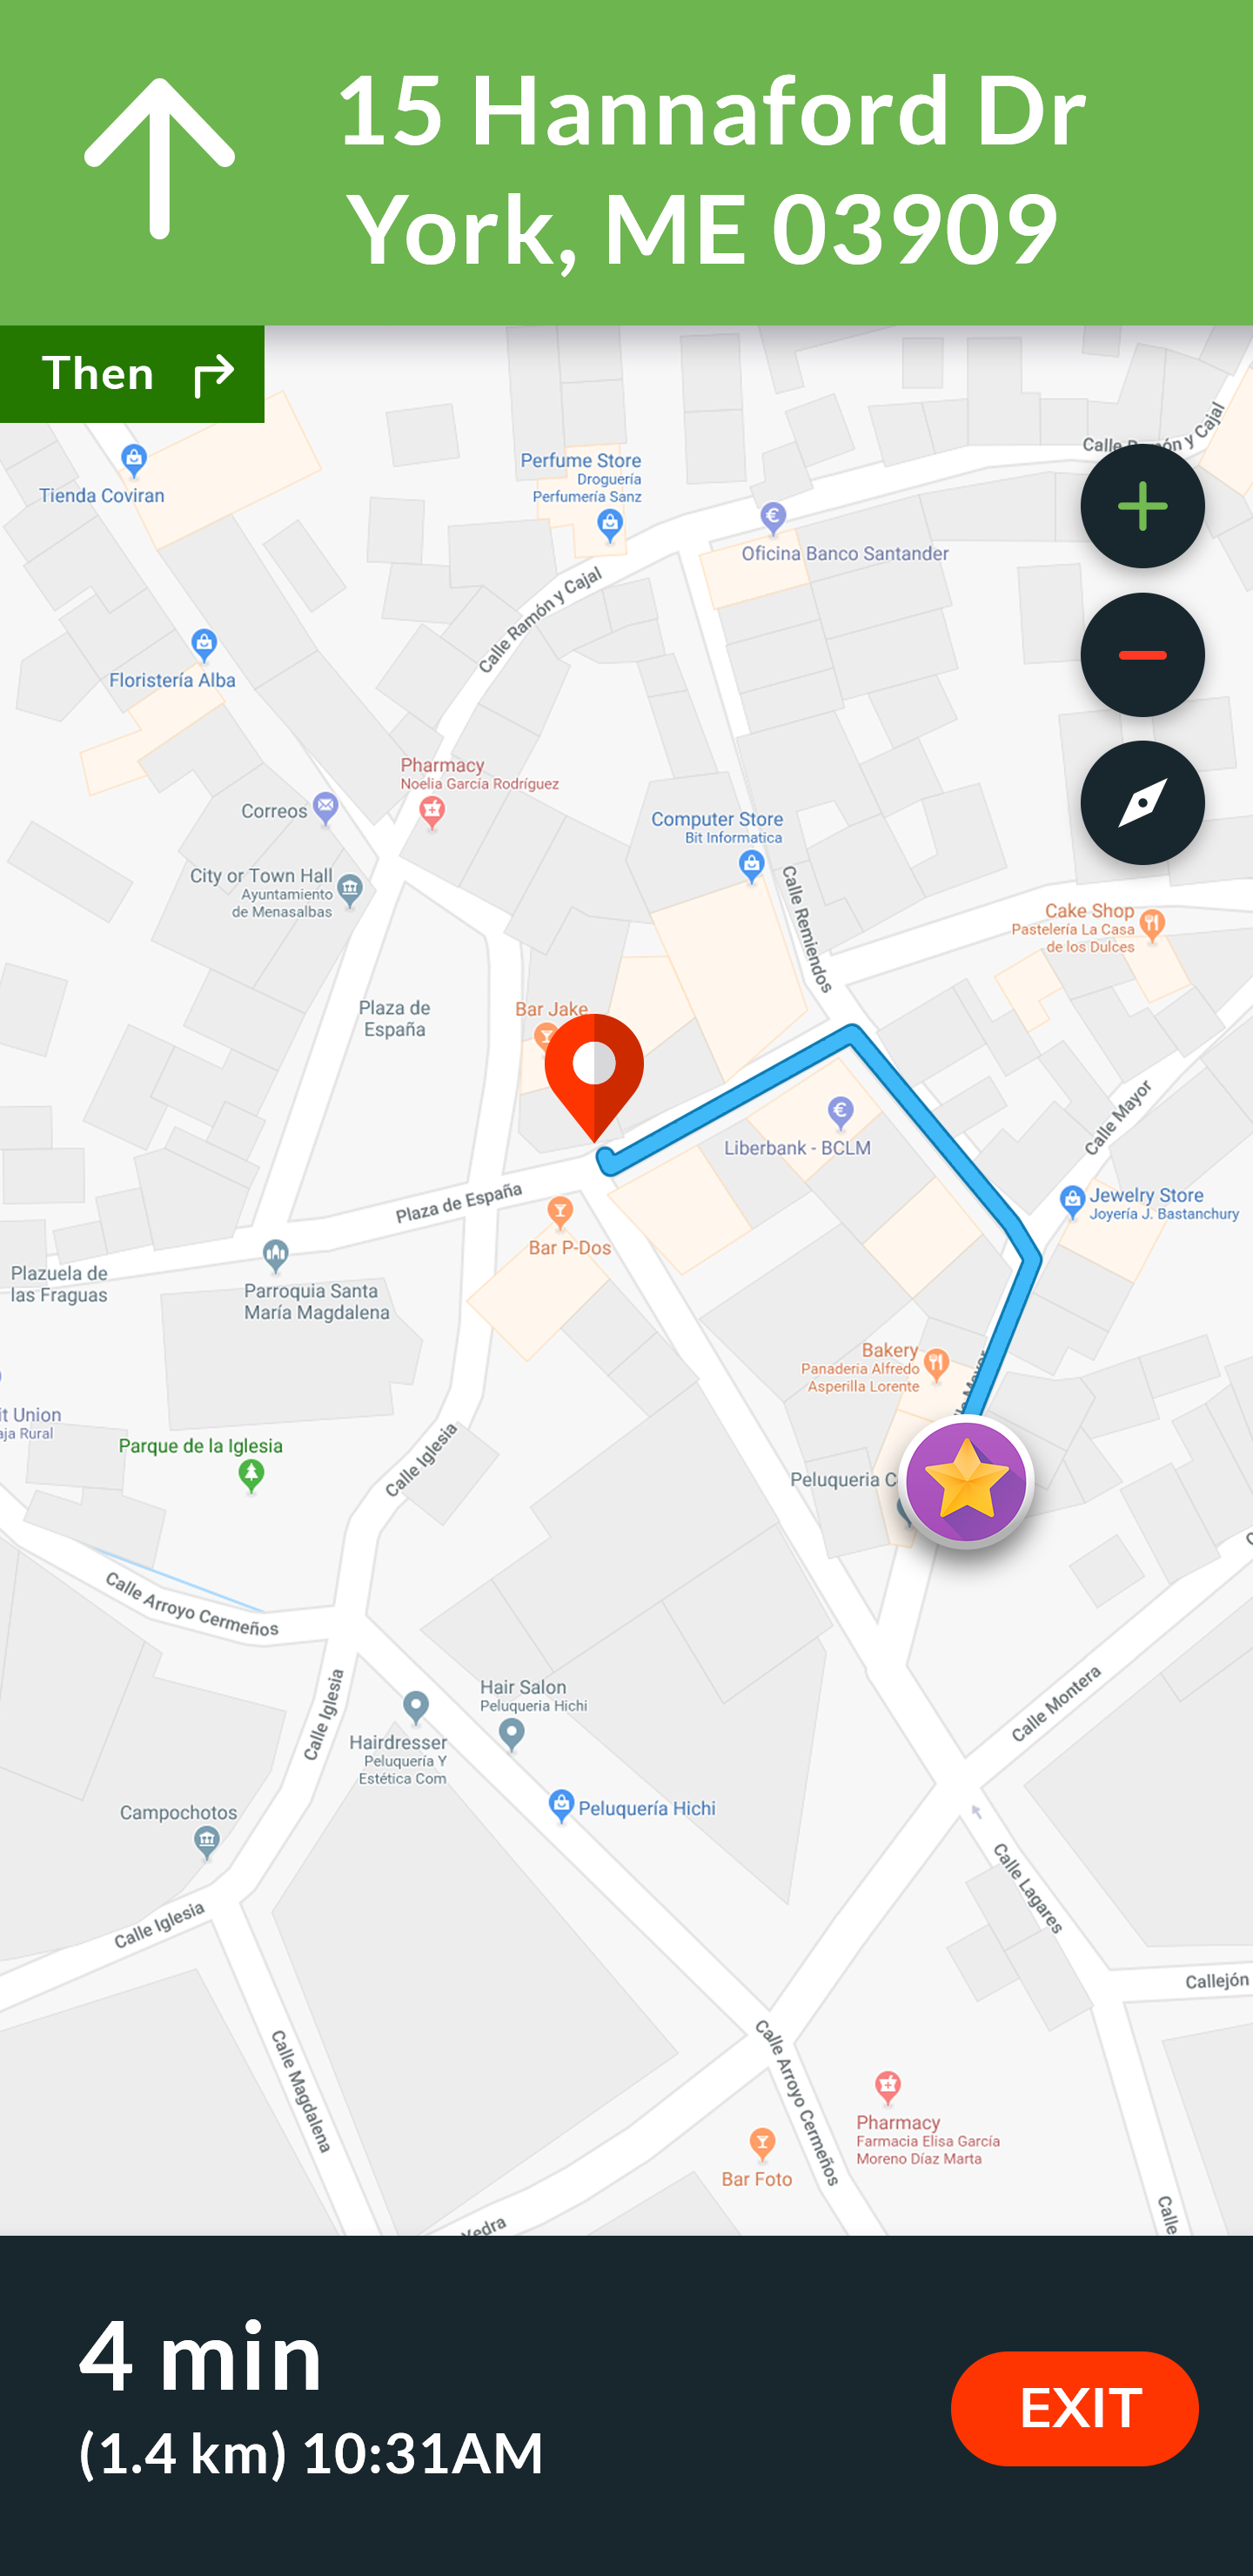 15 Hannaford Dr
York, ME 03909
Then
Calle Ramón y Cajal
Tienda Coviran
Perfume Store
Droguería
Perfumería Sanz
Oficina Banco Santander
Calle Ramón y Cajal
Floristería Alba
Pharmacy
Noelia García Rodríguez
Correos
Computer Store
Bit Informatica
City or Town Hall
Ayuntamiento
de Menasalbas
Calle Remiendos
Cake Shop
Pastelería La Casa
de los Dulces
Plaza de
España
Bar Jake
Liberbank - BCLM
Calle Mayor
Plaza de España
Jewelry Store
Joyería J. Bastanchury
Bar P-Dos
Plazuela de
las Fraguas
Parroquia Santa
María Magdalena
Bakery
Panaderia Alfredo
Asperilla Lorente
Mayor
it Union
aja Rural
Parque de la Iglesia
Calle Iglesia
Peluqueria C
Calle Arroyo Cermeños
Calle Iglesia
Hair Salon
Peluqueria Hichi
Calle Montera
Hairdresser
Peluquería Y
Estética Com
Campochotos
Peluquería Hichi
Calle Lagares
Calle Iglesia
Callejón
Calle Magdalena
Calle Arroyo Cermeños
Pharmacy
Farmacia Elisa García
Moreno Díaz Marta
Bar Foto
Calle
Yedra
4 min
(1.4 km) 10:31AM
EXIT